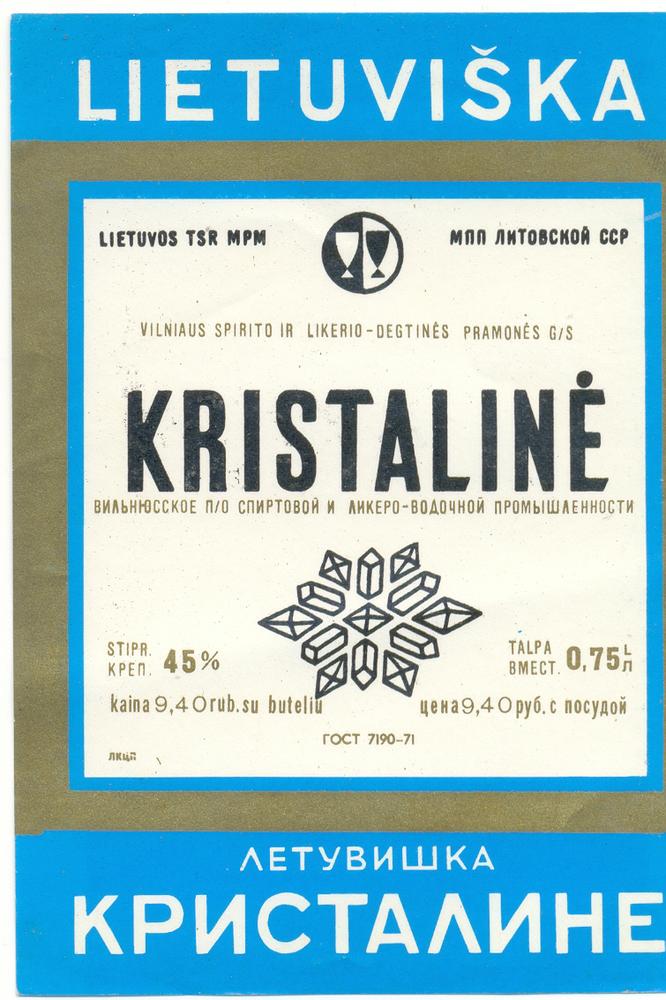 LIETUVIŠKA
LIETUVOS TSR MPM
МПП ЛИТОВСКОЙ ССР
VILNIAUS SPIRITO IR LIKERIO-DEGTINĖS PRAMONĖS G/S
KRISTALINĖ
ВИЛЬНЮССКОЕ П/О СПИРТОВОЙ И ЛИКЕРО-ВОДОЧНОЙ ПРОМЫШЛЕННОСТИ
STIPR.
КРЕП. 45%
TALPA
ВМЕСТ. 0,75 L
Л
kaina 9,40 rub. su buteliu
цена 9,40 руб. с посудой
ГОСТ 7190-71
ЛЕТУВИШКА
КРИСТАЛИНЕ